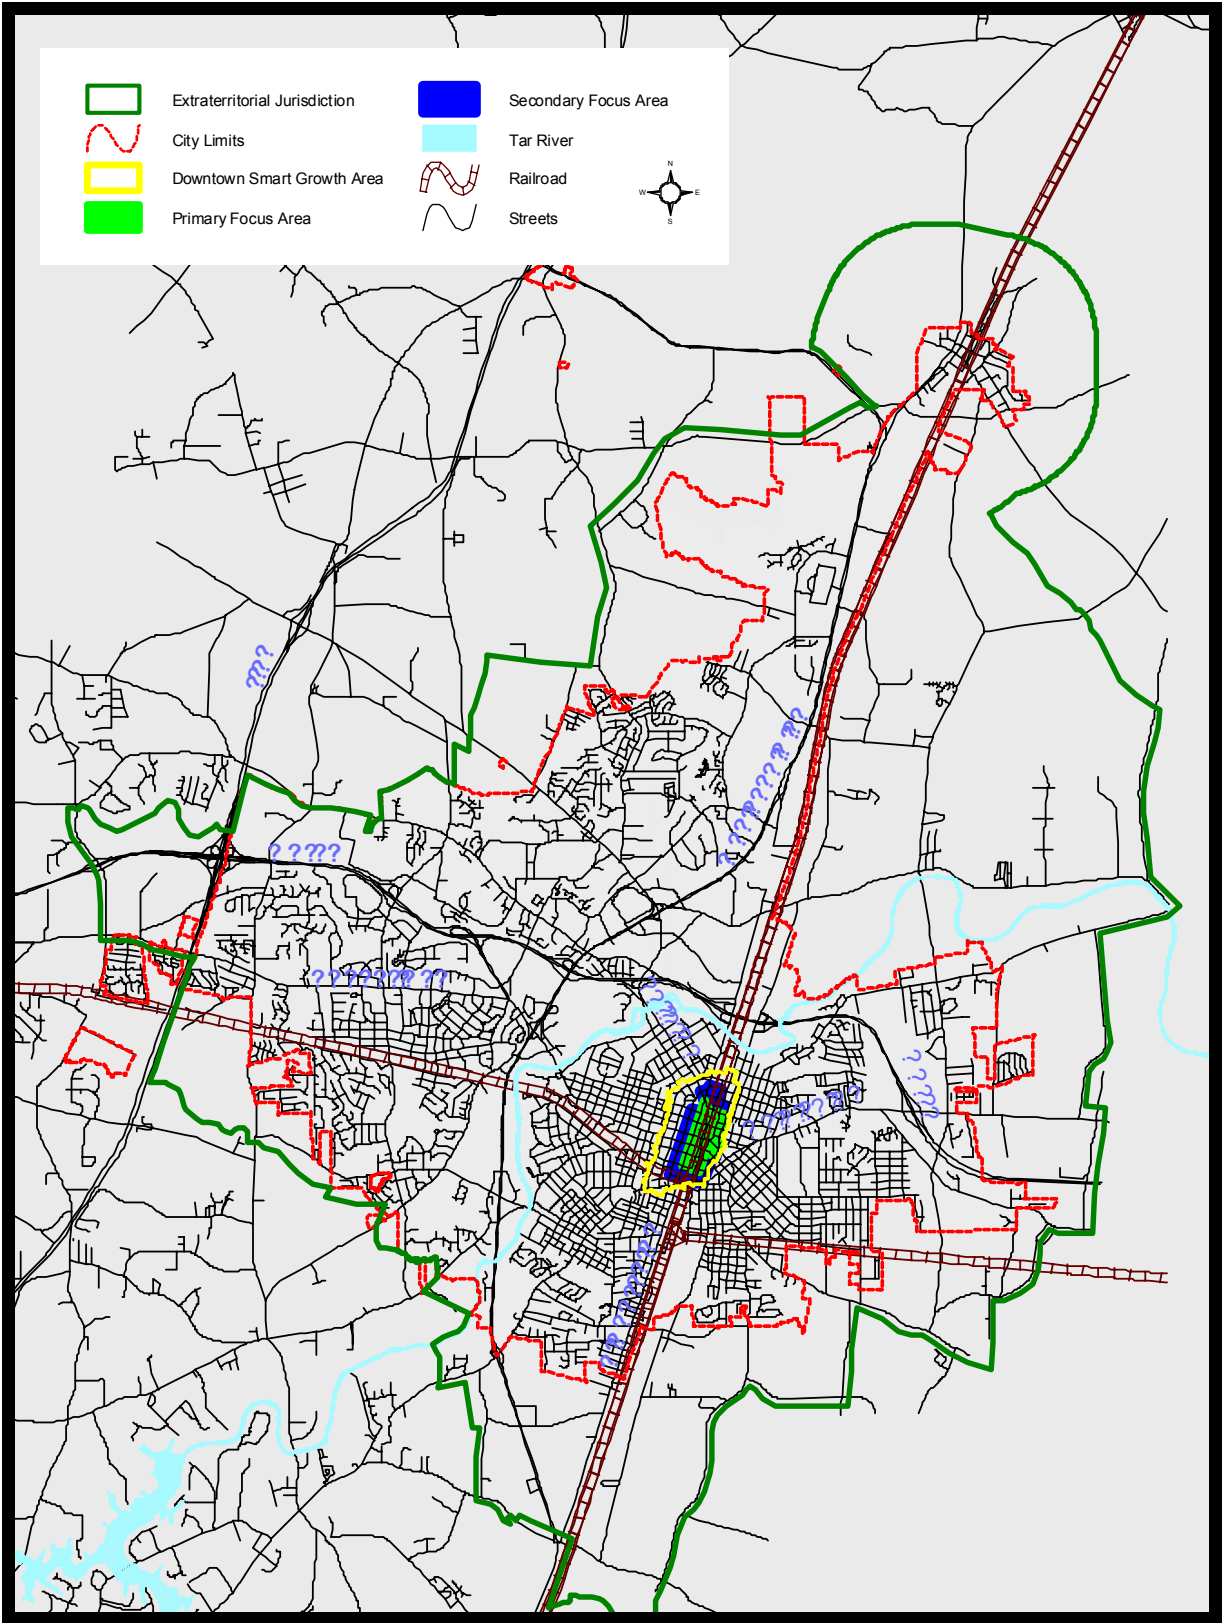 Extraterritorial Jurisdiction
City Limits
Downtown Smart Growth Area
Primary Focus Area
Secondary Focus Area
Tar River
Railroad
Streets
N
W E
S
????
? ????
? ??????? ??